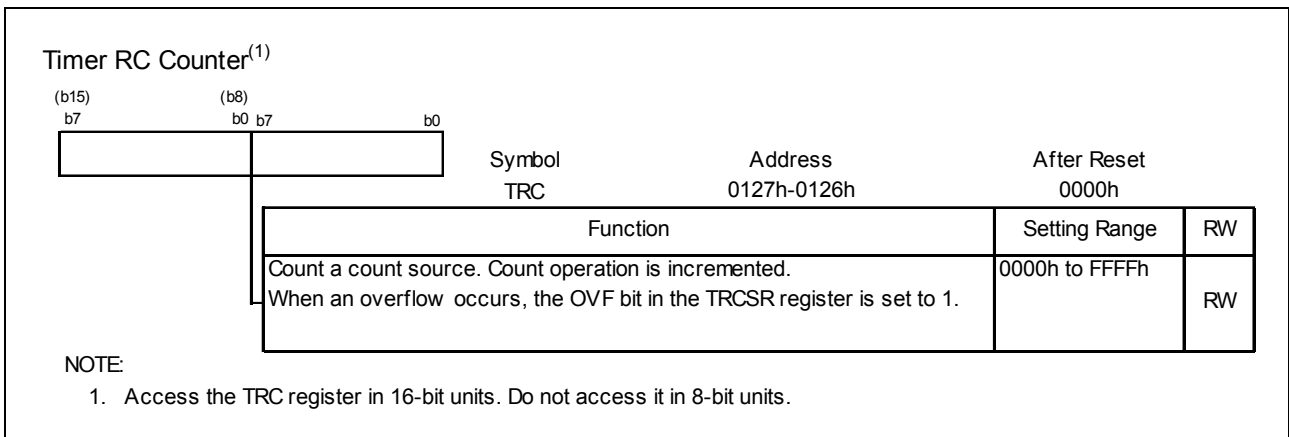 Timer RC Counter(1)
(b15) (b8)
b7 b0 b7 b0
Symbol Address After Reset
TRC 0127h-0126h 0000h
Function Setting Range RW
Count a count source. Count operation is incremented. 0000h to FFFFh
When an overflow occurs, the OVF bit in the TRCSR register is set to 1. RW
NOTE:
1. Access the TRC register in 16-bit units. Do not access it in 8-bit units.